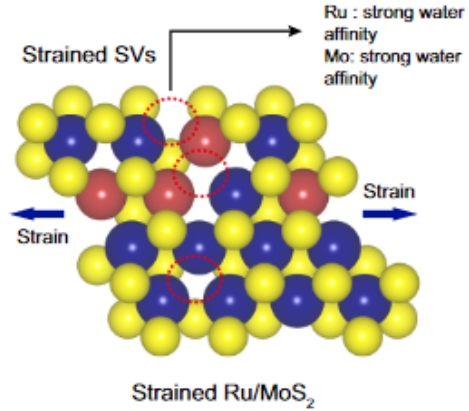 Ru : strong water
affinity
Mo: strong water
affinity
Strained SVs
Strain
Strain
Strained Ru/MoS₂